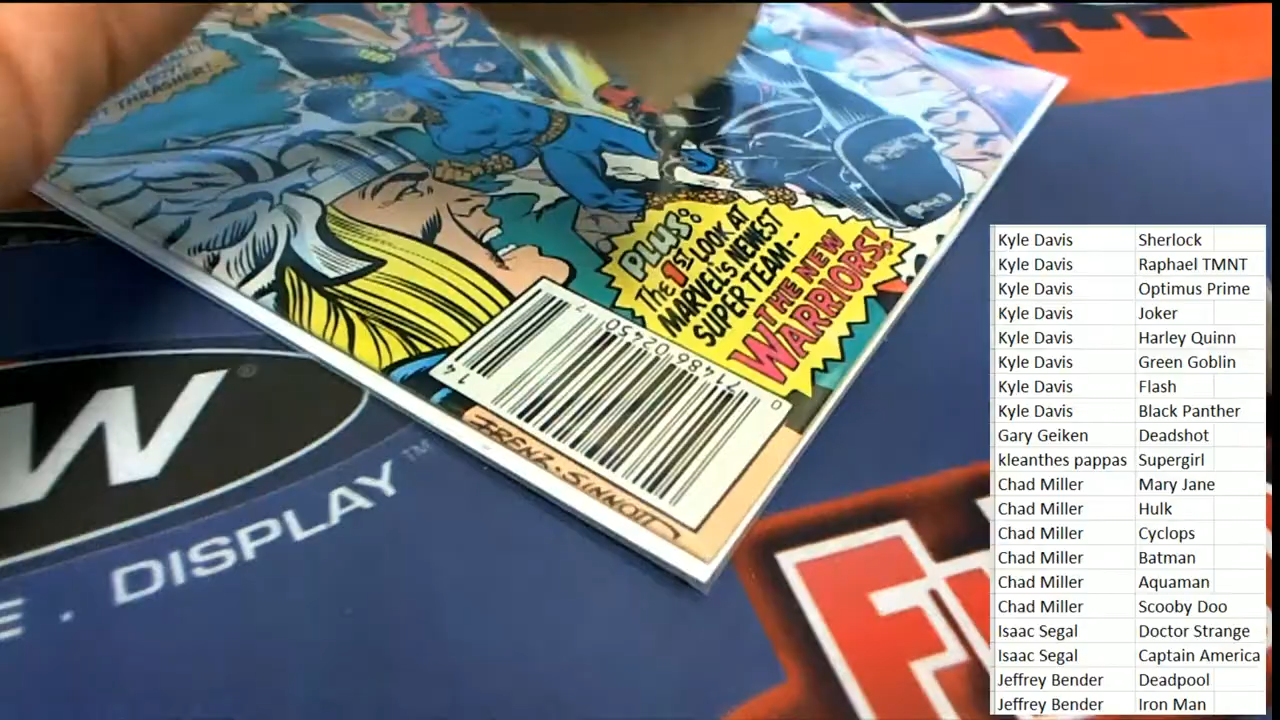 THRASHER!
PLUS:
The 1ST LOOK AT
MARVEL'S NEWEST
SUPER TEAM--
THE NEW
WARRIORS!
0 71486 02450 7
14
FRENZ·SINNOTT
W®
DISPLAY™
Kyle Davis Sherlock
Kyle Davis Raphael TMNT
Kyle Davis Optimus Prime
Kyle Davis Joker
Kyle Davis Harley Quinn
Kyle Davis Green Goblin
Kyle Davis Flash
Kyle Davis Black Panther
Gary Geiken Deadshot
kleanthes pappas Supergirl
Chad Miller Mary Jane
Chad Miller Hulk
Chad Miller Cyclops
Chad Miller Batman
Chad Miller Aquaman
Chad Miller Scooby Doo
Isaac Segal Doctor Strange
Isaac Segal Captain America
Jeffrey Bender Deadpool
Jeffrey Bender Iron Man